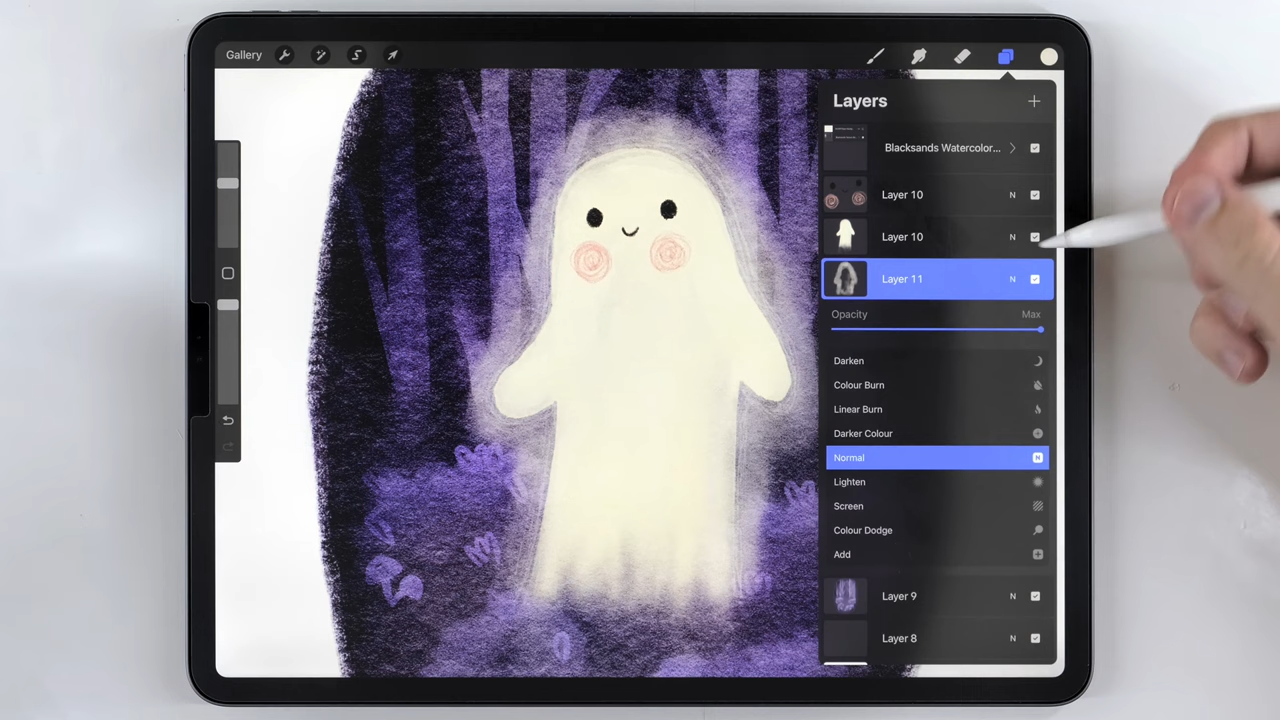 Gallery
Layers
Blacksands Watercolor...
Layer 10 N
Layer 10 N
Layer 11 N
Opacity Max
Darken
Colour Burn
Linear Burn
Darker Colour
Normal N
Lighten
Screen
Colour Dodge
Add
Layer 9 N
Layer 8 N